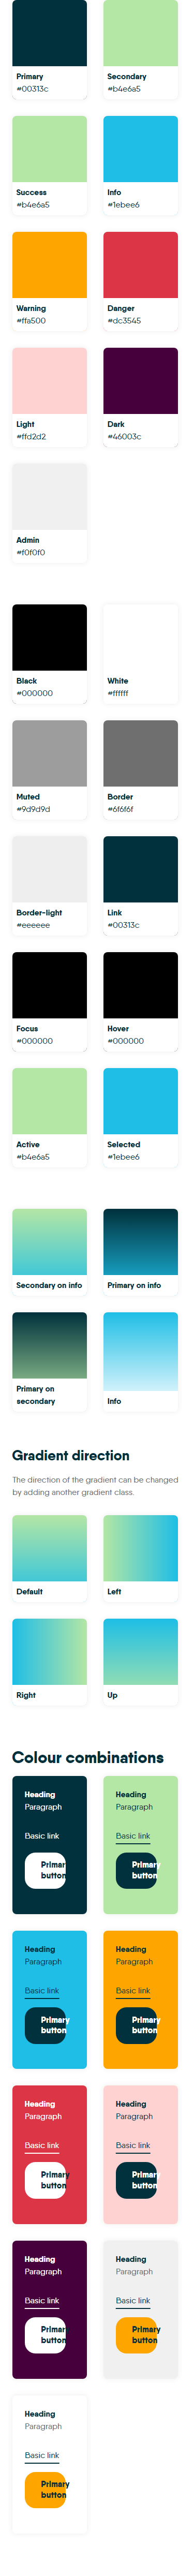 Primary
#00313c
Secondary
#b4e6a5
Success
#b4e6a5
Info
#1ebee6
Warning
#ffa500
Danger
#dc3545
Light
#ffd2d2
Dark
#46003c
Admin
#f0f0f0
Black
#000000
White
#ffffff
Muted
#9d9d9d
Border
#6f6f6f
Border-light
#eeeeee
Link
#00313c
Focus
#000000
Hover
#000000
Active
#b4e6a5
Selected
#1ebee6
Secondary on info
Primary on info
Primary on
secondary
Info
Gradient direction
The direction of the gradient can be changed
by adding another gradient class.
Default
Left
Right
Up
Colour combinations
Heading
Paragraph
Basic link
Primary
button
Heading
Paragraph
Basic link
Primary
button
Heading
Paragraph
Basic link
Primary
button
Heading
Paragraph
Basic link
Primary
button
Heading
Paragraph
Basic link
Primary
button
Heading
Paragraph
Basic link
Primary
button
Heading
Paragraph
Basic link
Primary
button
Heading
Paragraph
Basic link
Primary
button
Heading
Paragraph
Basic link
Primary
button